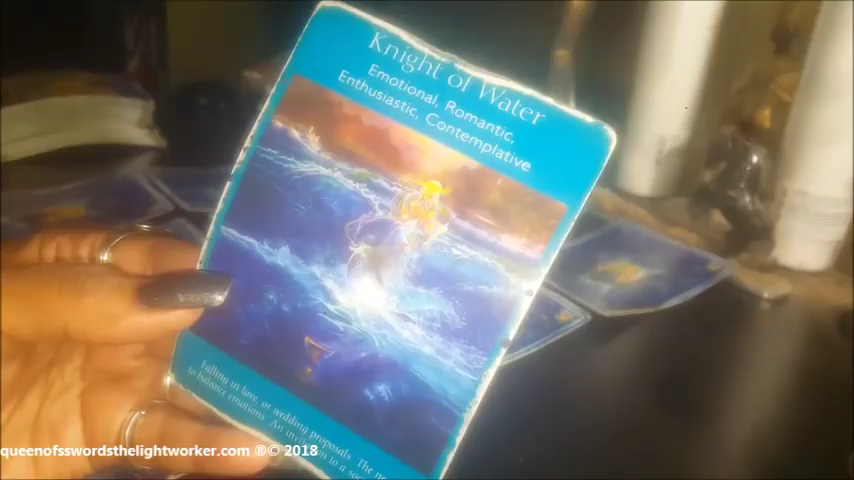 Knight of Water
Emotional, Romantic,
Enthusiastic, Contemplative
Falling in love, or wedding proposals. The
to balance emotions. An invitation to a
queenofsswordsthelightworker.com ®© 2018